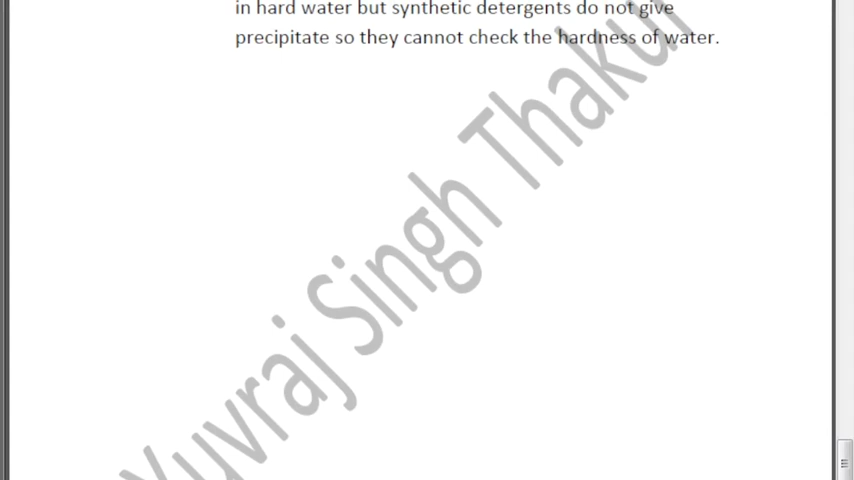 in hard water but synthetic detergents do not give
precipitate so they cannot check the hardness of water.
Yuvraj Singh Thakur